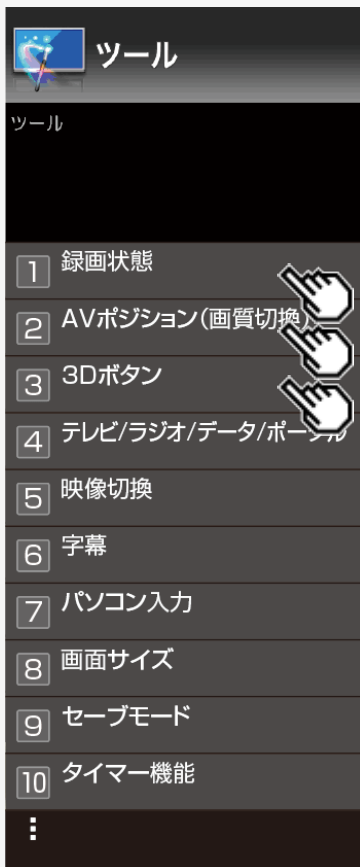 ツール
ツール
1 録画状態
2 AVポジション(画質切換)
3 3Dボタン
4 テレビ/ラジオ/データ/ポータル
5 映像切換
6 字幕
7 パソコン入力
8 画面サイズ
9 セーブモード
10 タイマー機能
⋮